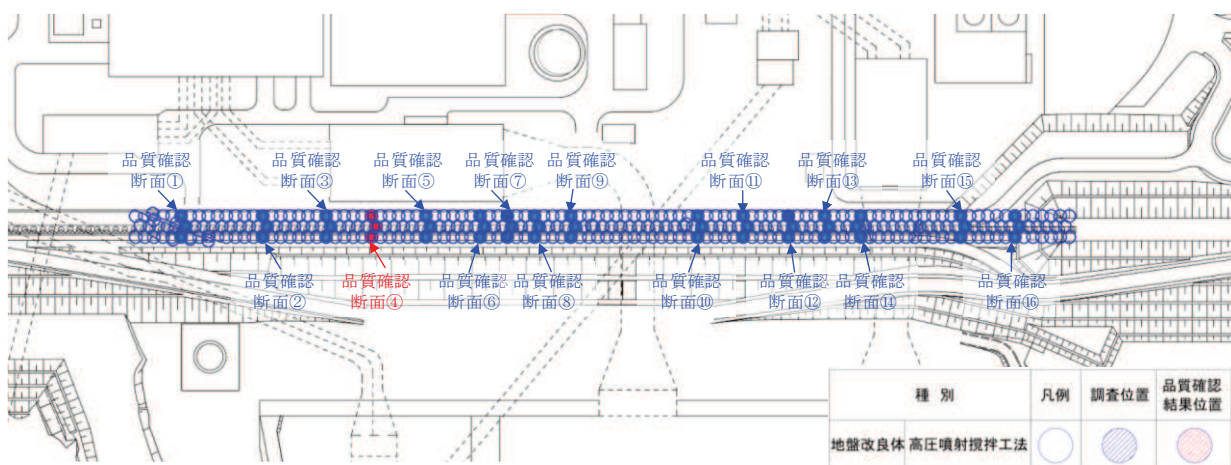 品質確認
断面①
品質確認
断面③
品質確認
断面⑤
品質確認
断面⑦
品質確認
断面⑨
品質確認
断面⑪
品質確認
断面⑬
品質確認
断面⑮
品質確認
断面②
品質確認
断面④
品質確認
断面⑥
品質確認
断面⑧
品質確認
断面⑩
品質確認
断面⑫
品質確認
断面⑭
品質確認
断面⑯
種 別 凡例 調査位置 品質確認
結果位置
地盤改良体 高圧噴射撹拌工法